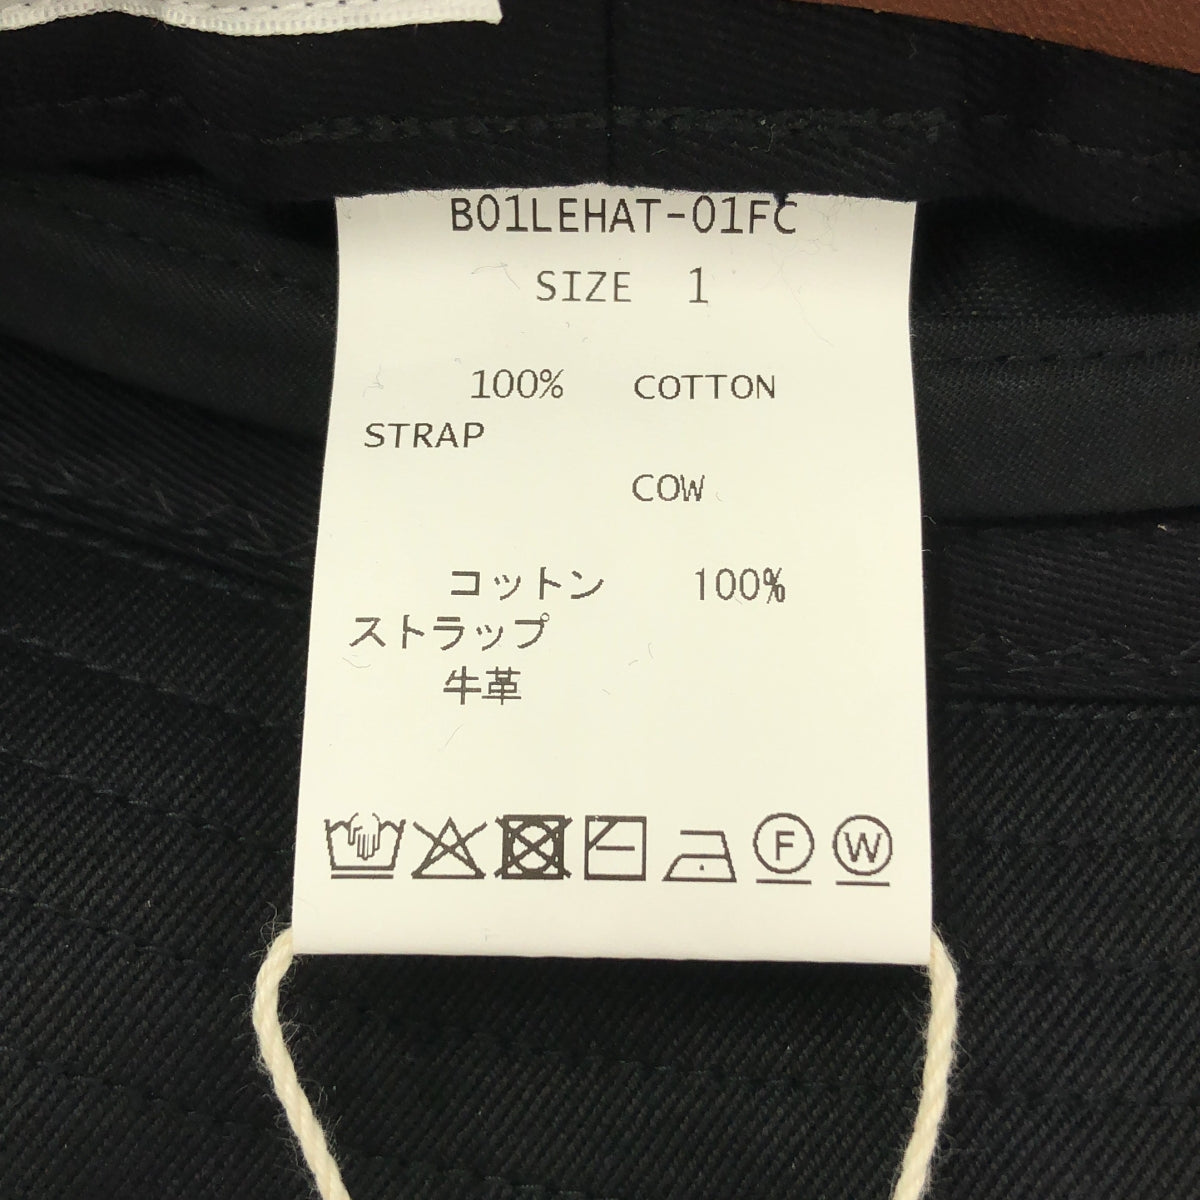 B01LEHAT-01FC
SIZE 1
100% COTTON
STRAP
COW
コットン 100%
ストラップ
牛革
F W